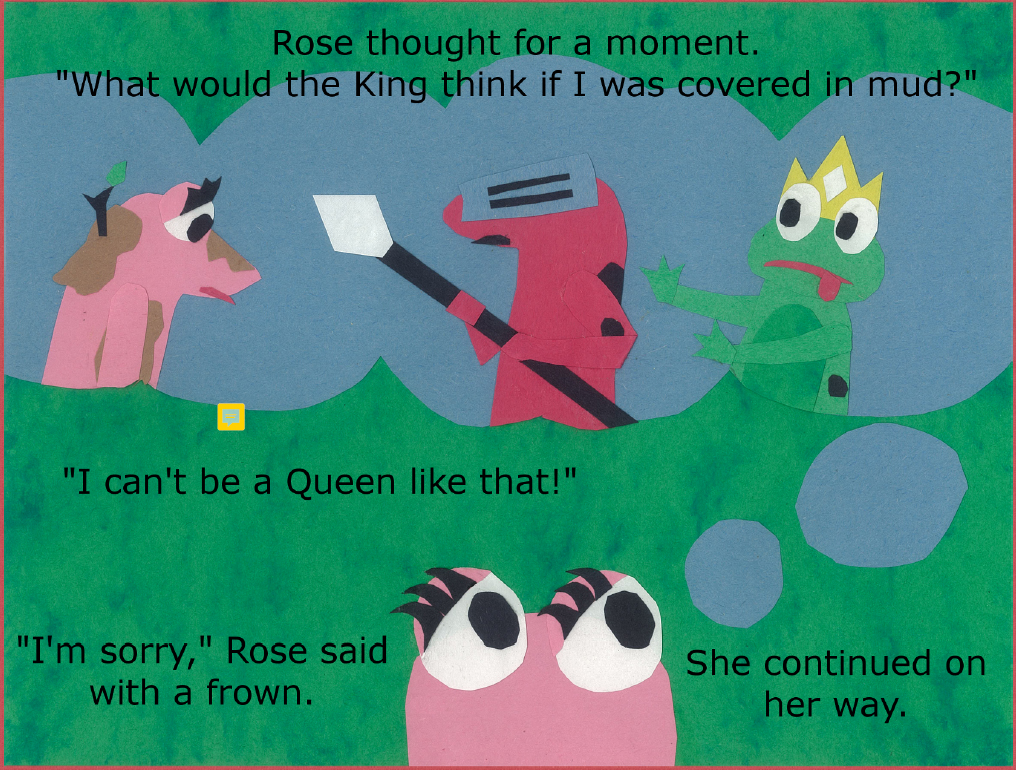 Rose thought for a moment.
"What would the King think if I was covered in mud?"
"I can't be a Queen like that!"
"I'm sorry," Rose said
with a frown.
She continued on
her way.